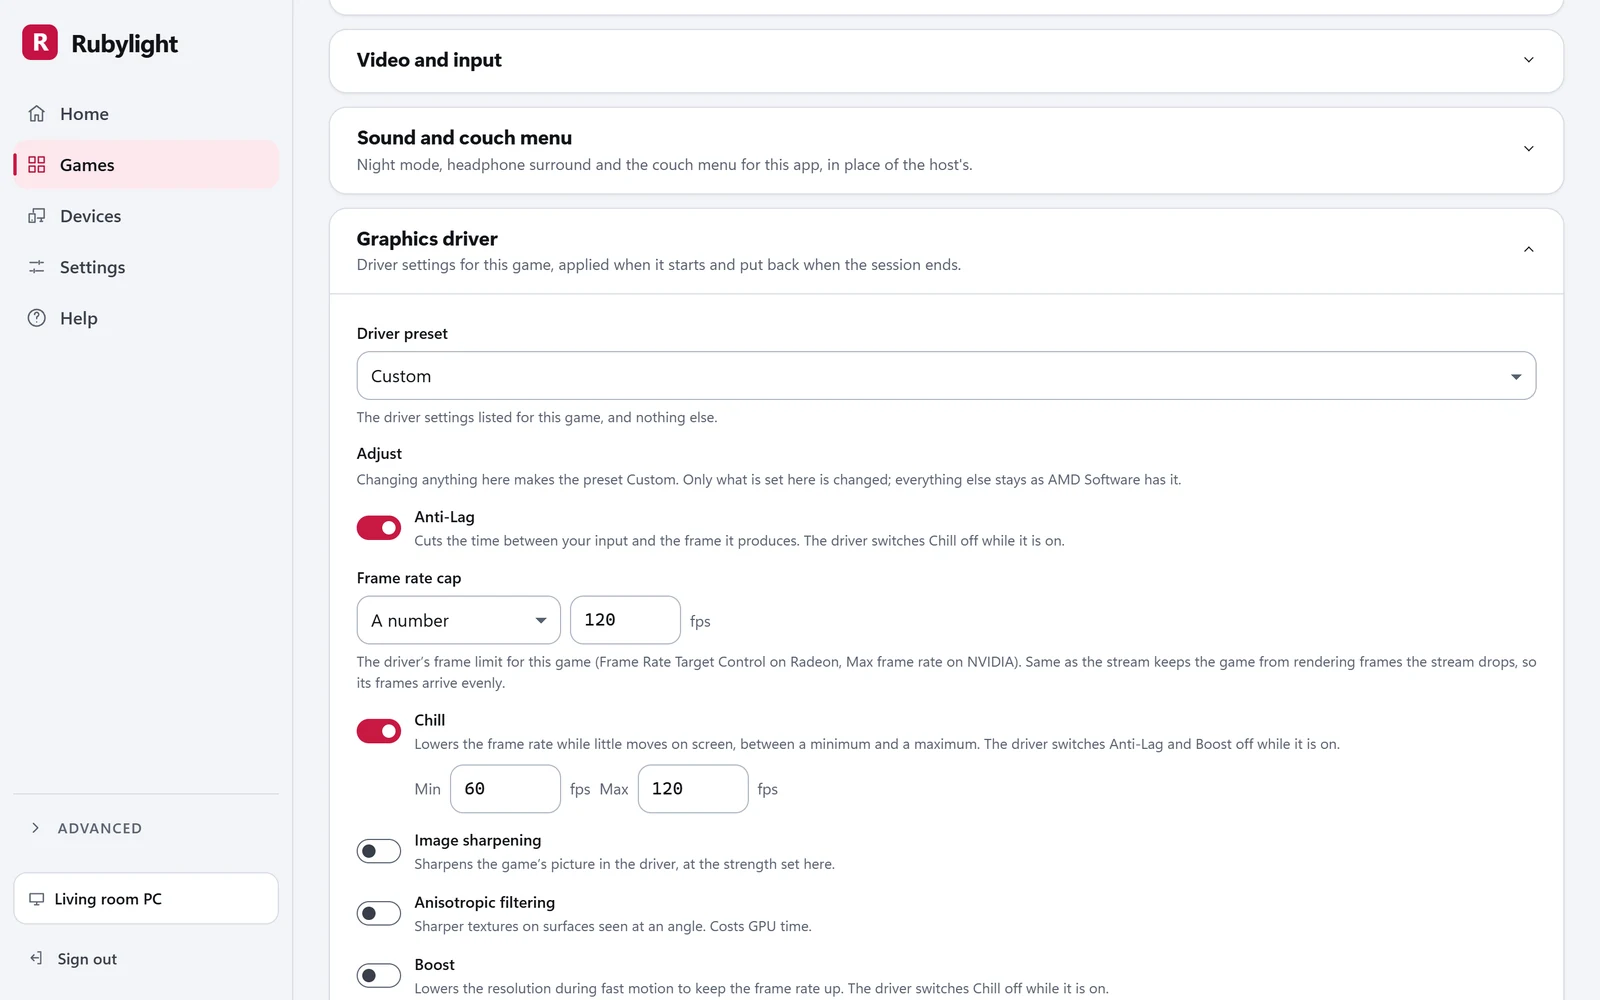 R Rubylight
Home
Games
Devices
Settings
Help
ADVANCED
Living room PC
Sign out
Video and input
Sound and couch menu
Night mode, headphone surround and the couch menu for this app, in place of the host's.
Graphics driver
Driver settings for this game, applied when it starts and put back when the session ends.
Driver preset
Custom
The driver settings listed for this game, and nothing else.
Adjust
Changing anything here makes the preset Custom. Only what is set here is changed; everything else stays as AMD Software has it.
Anti-Lag
Cuts the time between your input and the frame it produces. The driver switches Chill off while it is on.
Frame rate cap
A number 120 fps
The driver’s frame limit for this game (Frame Rate Target Control on Radeon, Max frame rate on NVIDIA). Same as the stream keeps the game from rendering frames the stream drops, so
its frames arrive evenly.
Chill
Lowers the frame rate while little moves on screen, between a minimum and a maximum. The driver switches Anti-Lag and Boost off while it is on.
Min 60 fps Max 120 fps
Image sharpening
Sharpens the game’s picture in the driver, at the strength set here.
Anisotropic filtering
Sharper textures on surfaces seen at an angle. Costs GPU time.
Boost
Lowers the resolution during fast motion to keep the frame rate up. The driver switches Chill off while it is on.